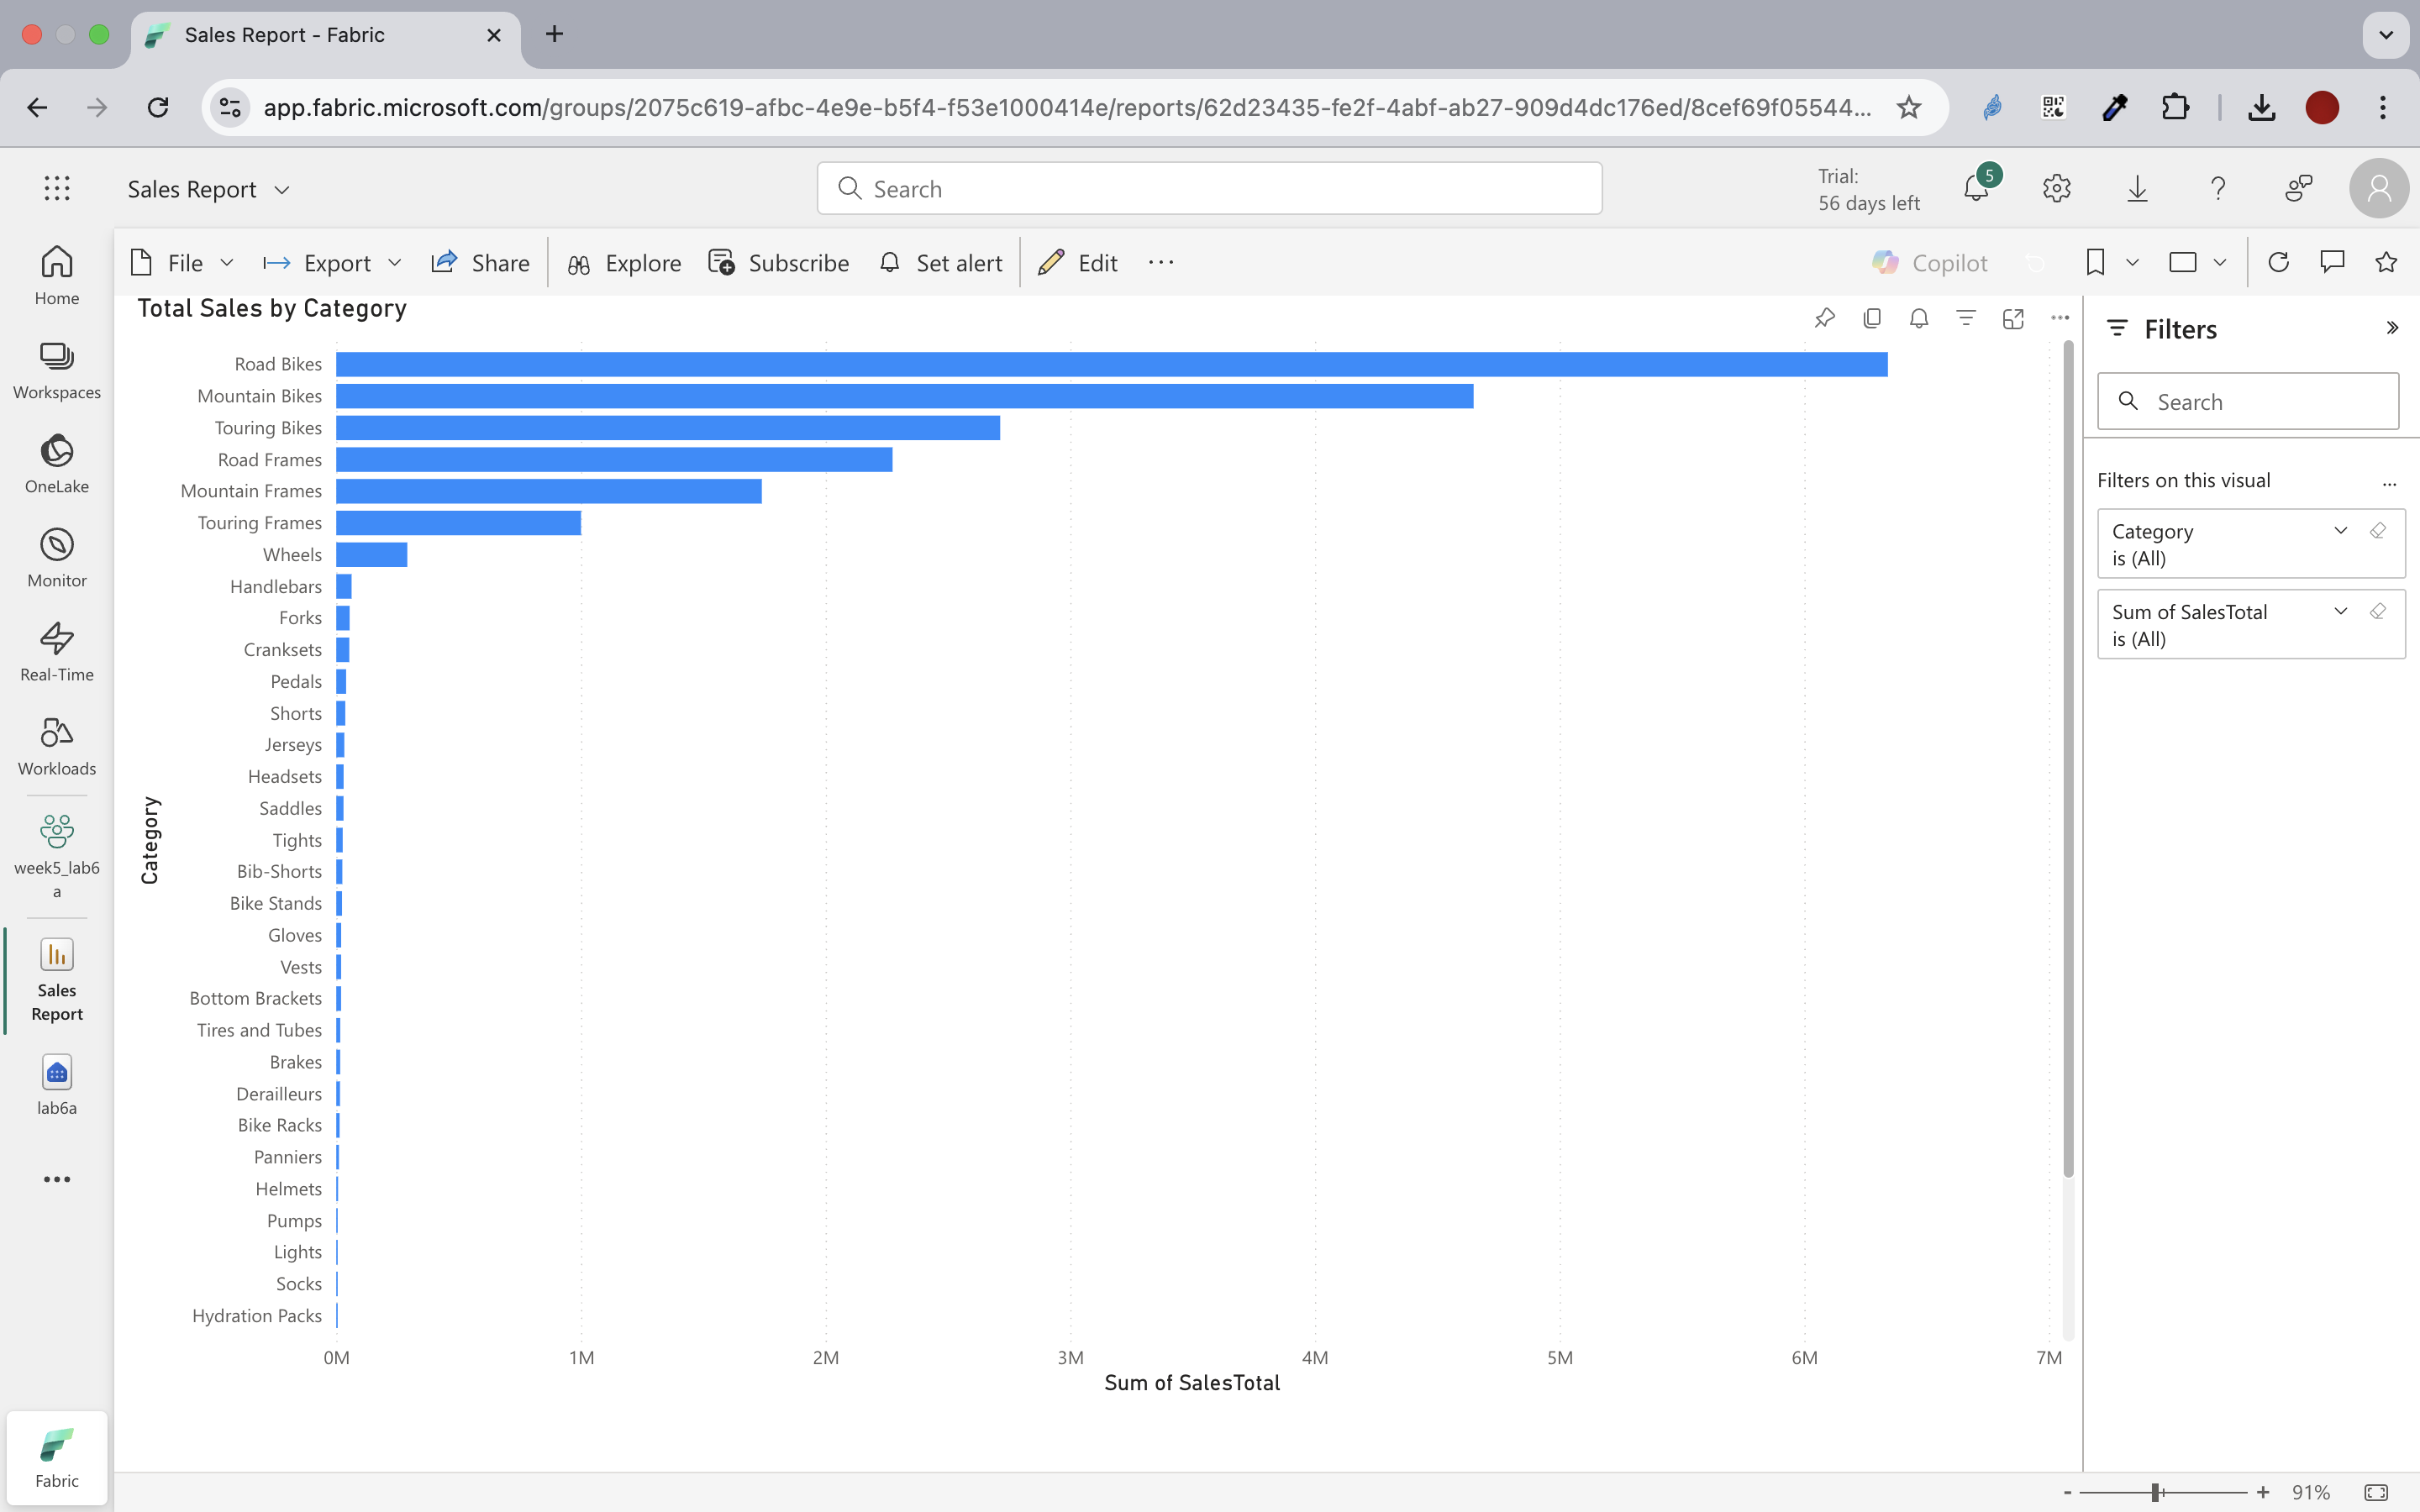 Sales Report - Fabric
app.fabric.microsoft.com/groups/2075c619-afbc-4e9e-b5f4-f53e1000414e/reports/62d23435-fe2f-4abf-ab27-909d4dc176ed/8cef69f05544...
Sales Report
Search
Trial:
56 days left
5
File
Export
Share
Explore
Subscribe
Set alert
Edit
Copilot
Home
Workspaces
OneLake
Monitor
Real-Time
Workloads
week5_lab6
a
Sales
Report
lab6a
Fabric
Total Sales by Category
Category
Road Bikes
Mountain Bikes
Touring Bikes
Road Frames
Mountain Frames
Touring Frames
Wheels
Handlebars
Forks
Cranksets
Pedals
Shorts
Jerseys
Headsets
Saddles
Tights
Bib-Shorts
Bike Stands
Gloves
Vests
Bottom Brackets
Tires and Tubes
Brakes
Derailleurs
Bike Racks
Panniers
Helmets
Pumps
Lights
Socks
Hydration Packs
0M 1M 2M 3M 4M 5M 6M 7M
Sum of SalesTotal
Filters
Search
Filters on this visual
Category
is (All)
Sum of SalesTotal
is (All)
- + 91%